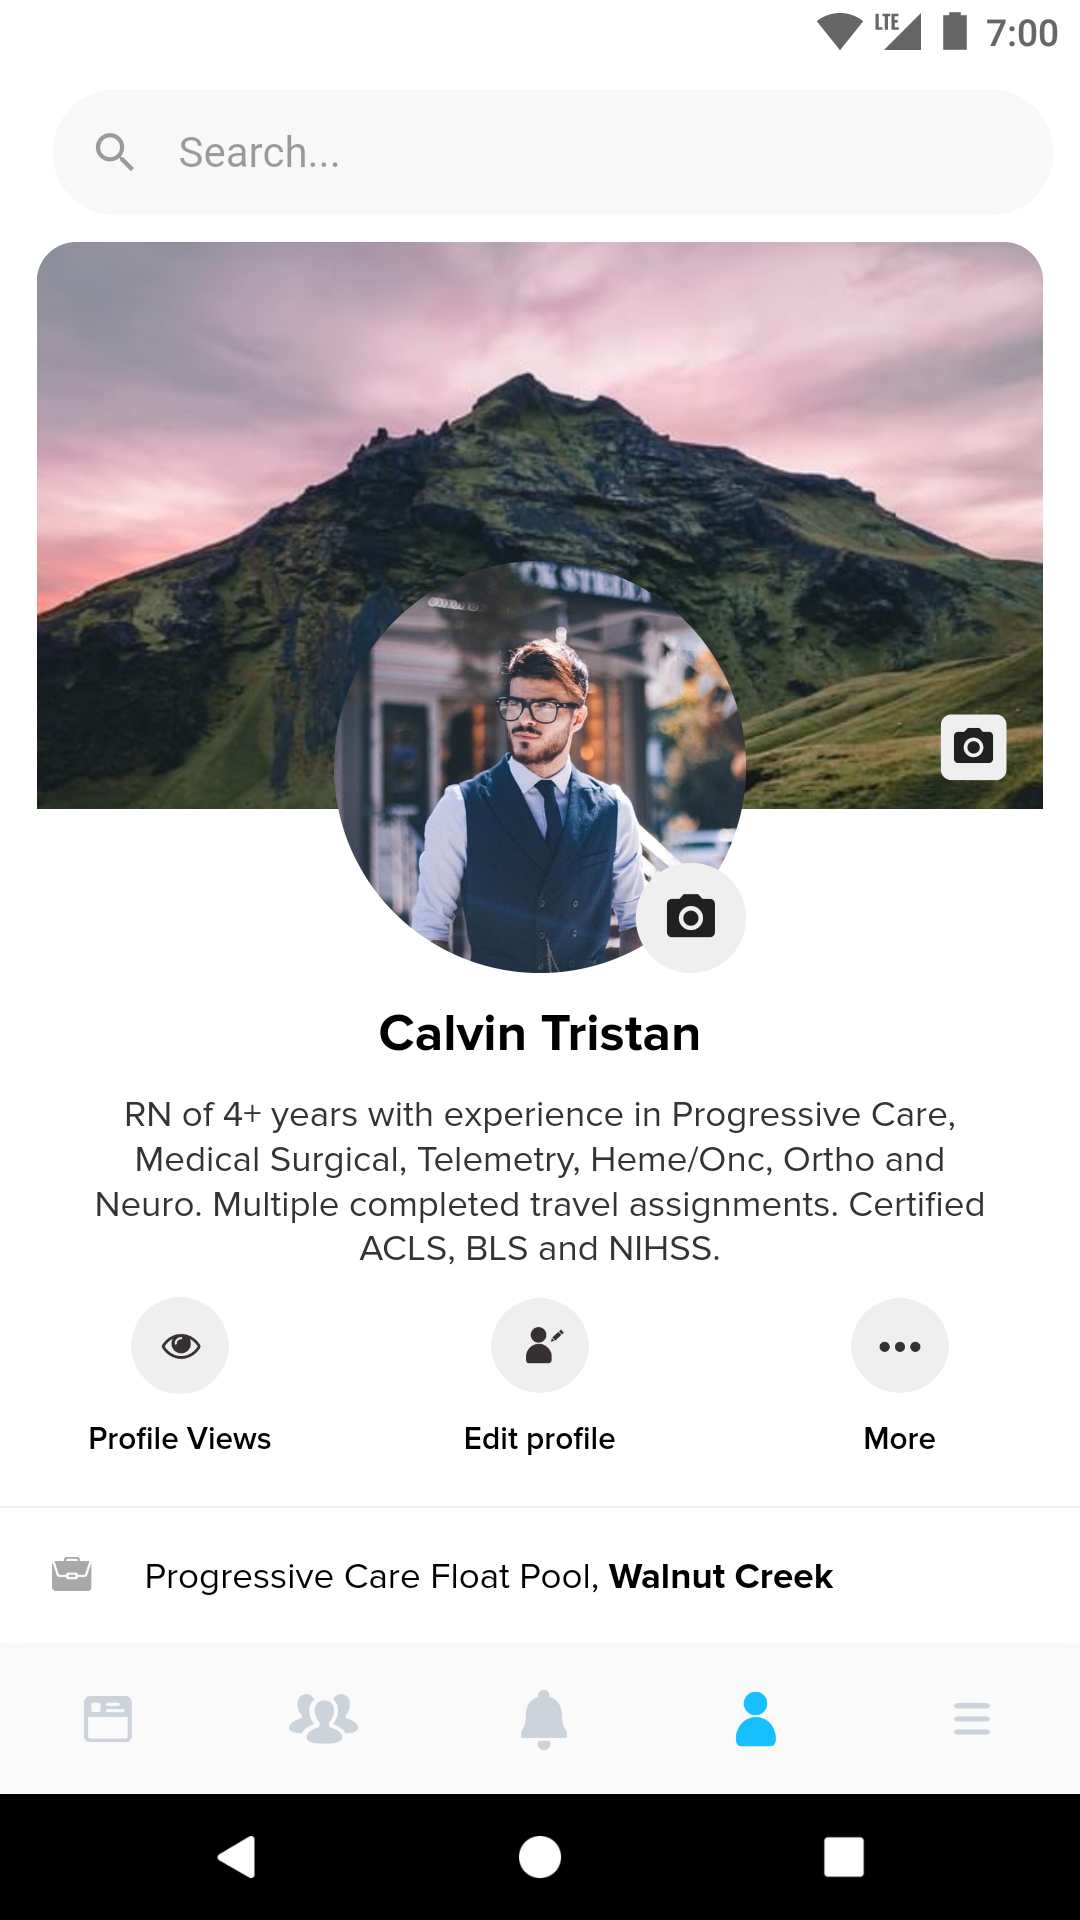 LTE 7:00
Search...
CK STREET
Calvin Tristan
RN of 4+ years with experience in Progressive Care,
Medical Surgical, Telemetry, Heme/Onc, Ortho and
Neuro. Multiple completed travel assignments. Certified
ACLS, BLS and NIHSS.
Profile Views
Edit profile
More
Progressive Care Float Pool, Walnut Creek